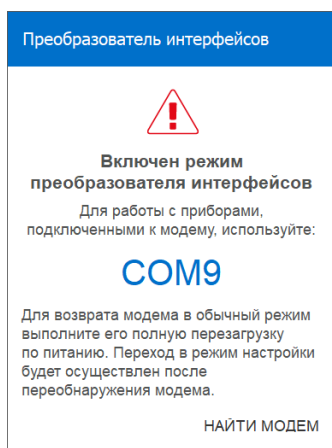 Преобразователь интерфейсов
Включен режим
преобразователя интерфейсов
Для работы с приборами,
подключенными к модему, используйте:
COM9
Для возврата модема в обычный режим
выполните его полную перезагрузку
по питанию. Переход в режим настройки
будет осуществлен после
переобнаружения модема.
НАЙТИ МОДЕМ